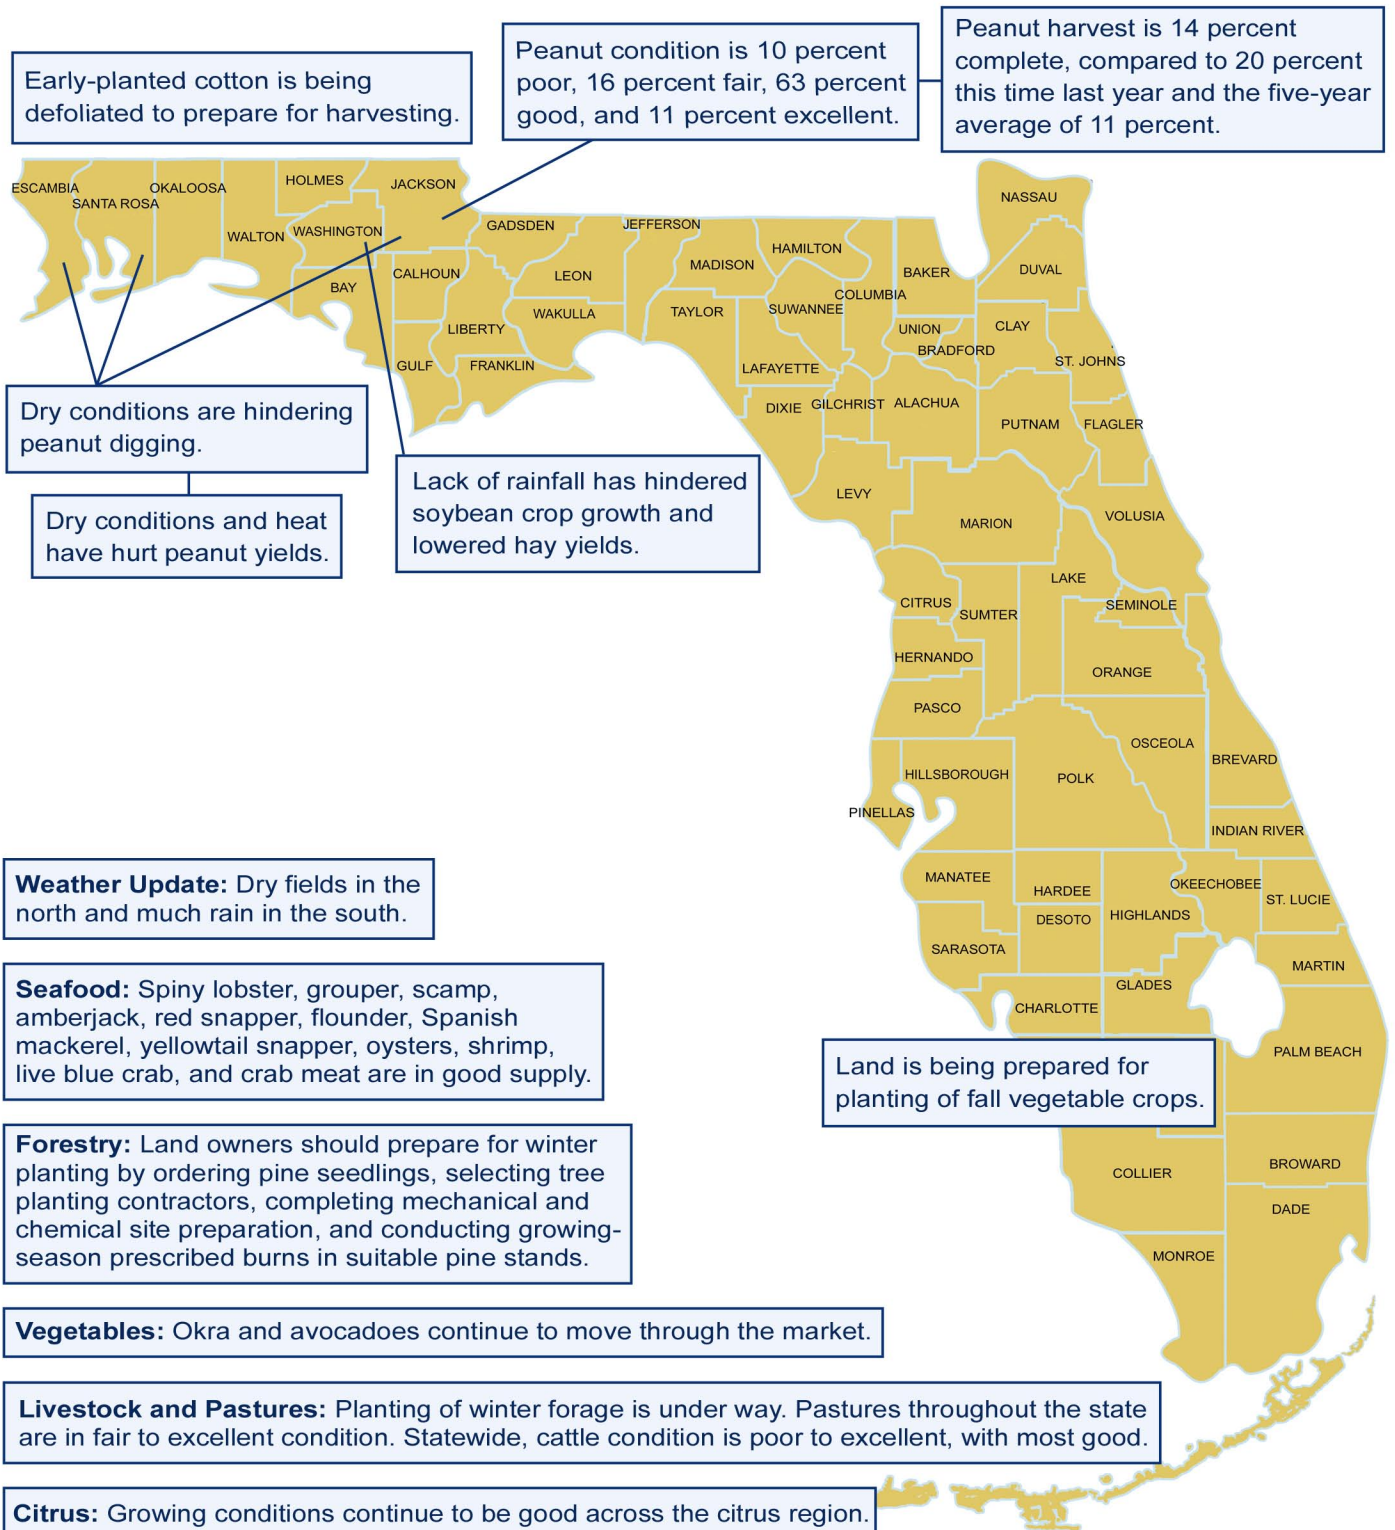 Early-planted cotton is being
defoliated to prepare for harvesting.
Peanut condition is 10 percent
poor, 16 percent fair, 63 percent
good, and 11 percent excellent.
Peanut harvest is 14 percent
complete, compared to 20 percent
this time last year and the five-year
average of 11 percent.
ESCAMBIA
SANTA ROSA
OKALOOSA
WALTON
HOLMES
WASHINGTON
JACKSON
BAY
CALHOUN
GULF
LIBERTY
GADSDEN
LEON
WAKULLA
FRANKLIN
JEFFERSON
MADISON
TAYLOR
HAMILTON
SUWANNEE
LAFAYETTE
DIXIE
COLUMBIA
GILCHRIST
BAKER
UNION
BRADFORD
ALACHUA
NASSAU
DUVAL
CLAY
ST. JOHNS
PUTNAM
FLAGLER
LEVY
MARION
VOLUSIA
CITRUS
SUMTER
LAKE
SEMINOLE
HERNANDO
ORANGE
PASCO
OSCEOLA
BREVARD
HILLSBOROUGH
POLK
PINELLAS
INDIAN RIVER
MANATEE
HARDEE
OKEECHOBEE
ST. LUCIE
DESOTO
HIGHLANDS
SARASOTA
MARTIN
GLADES
CHARLOTTE
PALM BEACH
COLLIER
BROWARD
DADE
MONROE
Dry conditions are hindering
peanut digging.
Dry conditions and heat
have hurt peanut yields.
Lack of rainfall has hindered
soybean crop growth and
lowered hay yields.
Land is being prepared for
planting of fall vegetable crops.
Weather Update: Dry fields in the
north and much rain in the south.
Seafood: Spiny lobster, grouper, scamp,
amberjack, red snapper, flounder, Spanish
mackerel, yellowtail snapper, oysters, shrimp,
live blue crab, and crab meat are in good supply.
Forestry: Land owners should prepare for winter
planting by ordering pine seedlings, selecting tree
planting contractors, completing mechanical and
chemical site preparation, and conducting growing-
season prescribed burns in suitable pine stands.
Vegetables: Okra and avocadoes continue to move through the market.
Livestock and Pastures: Planting of winter forage is under way. Pastures throughout the state
are in fair to excellent condition. Statewide, cattle condition is poor to excellent, with most good.
Citrus: Growing conditions continue to be good across the citrus region.